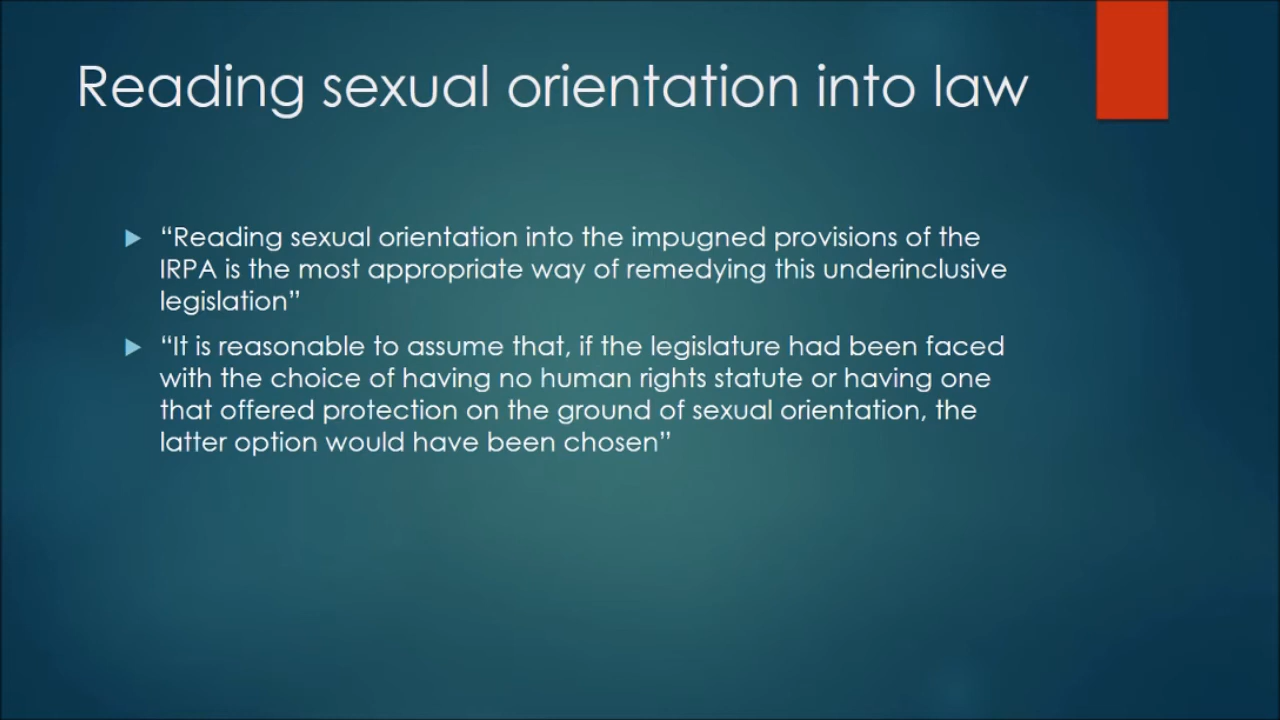 Reading sexual orientation into law
“Reading sexual orientation into the impugned provisions of the
IRPA is the most appropriate way of remedying this underinclusive
legislation”
“It is reasonable to assume that, if the legislature had been faced
with the choice of having no human rights statute or having one
that offered protection on the ground of sexual orientation, the
latter option would have been chosen”